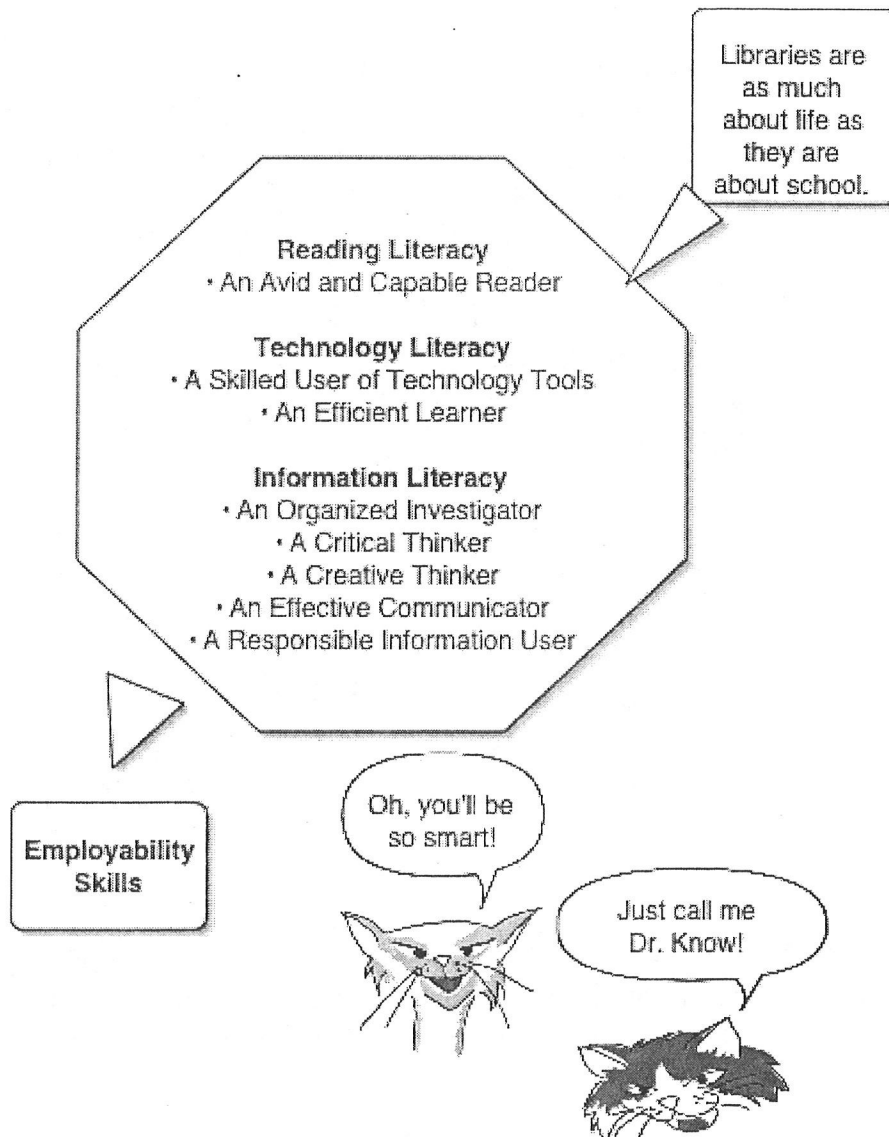 Libraries are
as much
about life as
they are
about school.
Reading Literacy
• An Avid and Capable Reader
Technology Literacy
• A Skilled User of Technology Tools
• An Efficient Learner
Information Literacy
• An Organized Investigator
• A Critical Thinker
• A Creative Thinker
• An Effective Communicator
• A Responsible Information User
Employability
Skills
Oh, you'll be
so smart!
Just call me
Dr. Know!